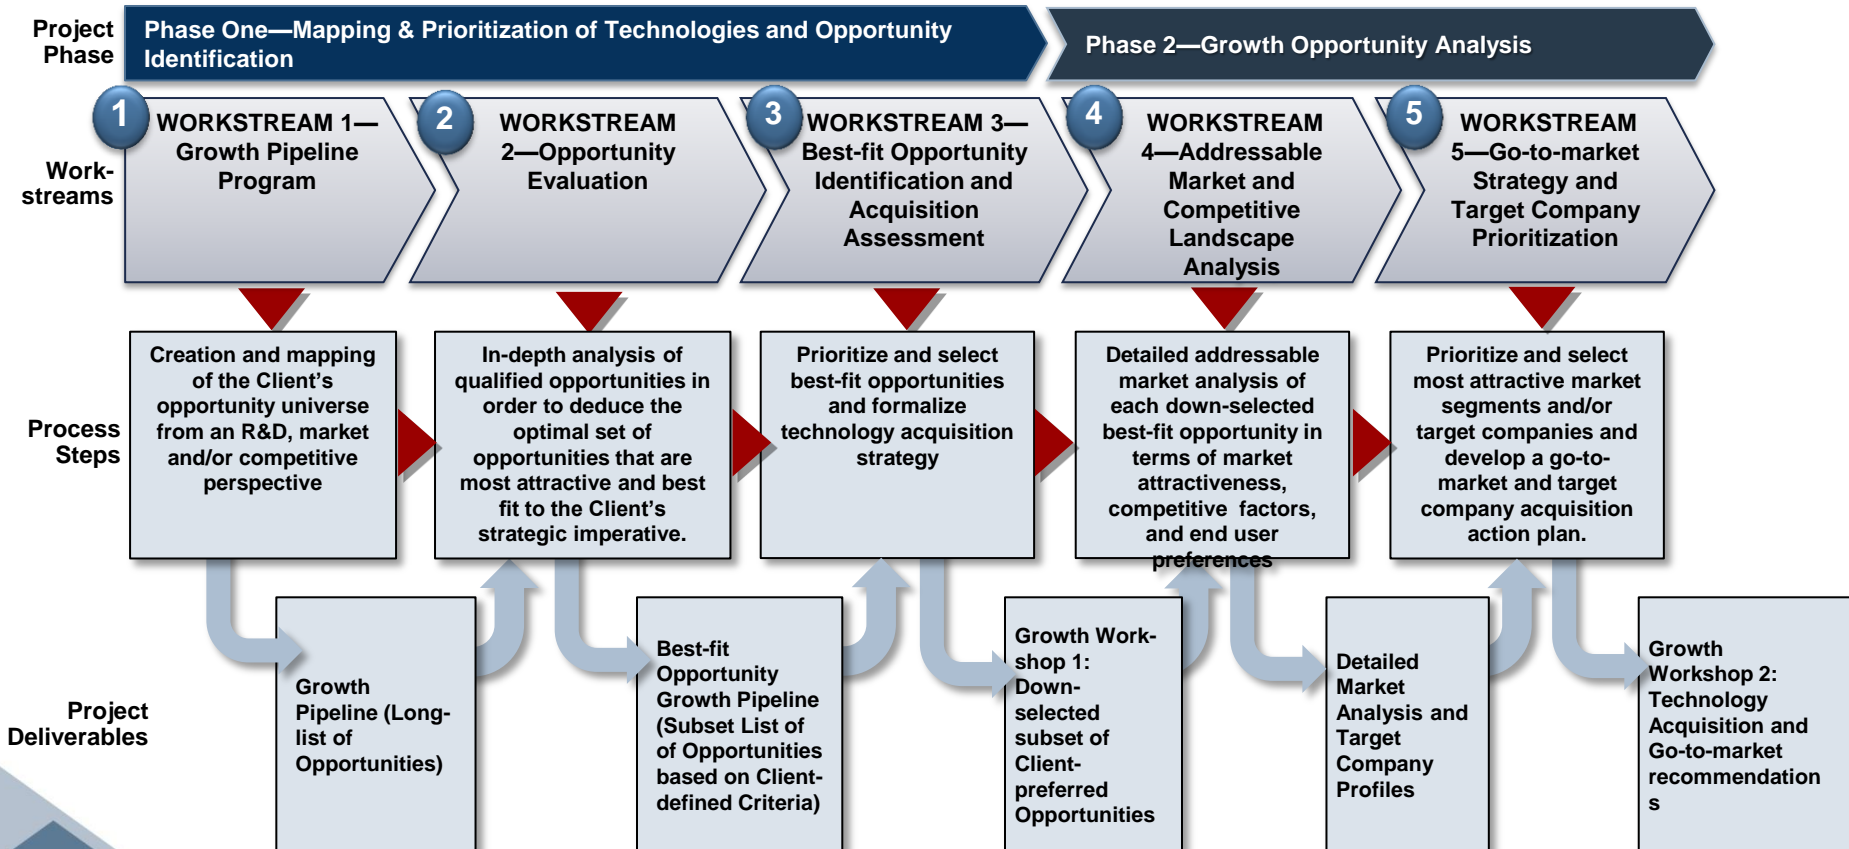 Project
Phase
Phase One—Mapping & Prioritization of Technologies and Opportunity
Identification
Phase 2—Growth Opportunity Analysis
Work-
streams
1
WORKSTREAM 1—
Growth Pipeline
Program
2
WORKSTREAM
2—Opportunity
Evaluation
3
WORKSTREAM 3—
Best-fit Opportunity
Identification and
Acquisition
Assessment
4
WORKSTREAM
4—Addressable
Market and
Competitive
Landscape
Analysis
5
WORKSTREAM
5—Go-to-market
Strategy and
Target Company
Prioritization
Process
Steps
Creation and mapping
of the Client's
opportunity universe
from an R&D, market
and/or competitive
perspective
In-depth analysis of
qualified opportunities in
order to deduce the
optimal set of
opportunities that are
most attractive and best
fit to the Client's
strategic imperative.
Prioritize and select
best-fit opportunities
and formalize
technology acquisition
strategy
Detailed addressable
market analysis of
each down-selected
best-fit opportunity in
terms of market
attractiveness,
competitive factors,
and end user
preferences
Prioritize and select
most attractive market
segments and/or
target companies and
develop a go-to-
market and target
company acquisition
action plan.
Project
Deliverables
Growth
Pipeline (Long-
list of
Opportunities)
Best-fit
Opportunity
Growth Pipeline
(Subset List of
of Opportunities
based on Client-
defined Criteria)
Growth Work-
shop 1:
Down-
selected
subset of
Client-
preferred
Opportunities
Detailed
Market
Analysis and
Target
Company
Profiles
Growth
Workshop 2:
Technology
Acquisition and
Go-to-market
recommendation
s